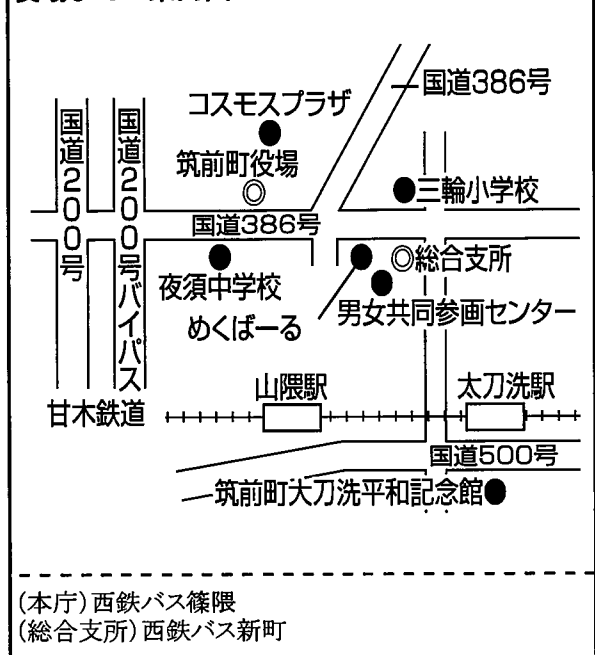 国道386号
コスモスプラザ
国道200号
国道200号バイパス
筑前町役場
三輪小学校
国道386号
総合支所
夜須中学校
男女共同参画センター
めくばーる
山隈駅
太刀洗駅
甘木鉄道
国道500号
筑前町大刀洗平和記念館
(本庁)西鉄バス篠隈
(総合支所)西鉄バス新町